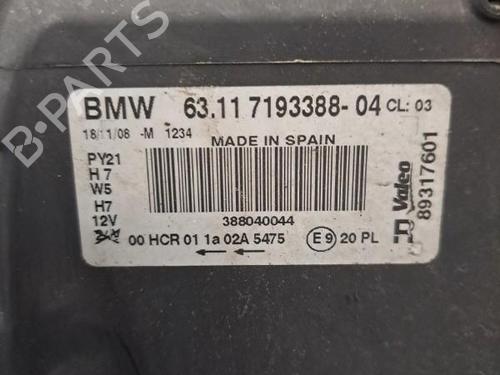 BMW 63.11 7193388-04 CL: 03
18/11/08 -M 1234
MADE IN SPAIN
PY21
H7
W5
H7
12V
388040044
00 HCR 01 1a 02A 5475 E9 20 PL
Valeo
89317601
B-PARTS